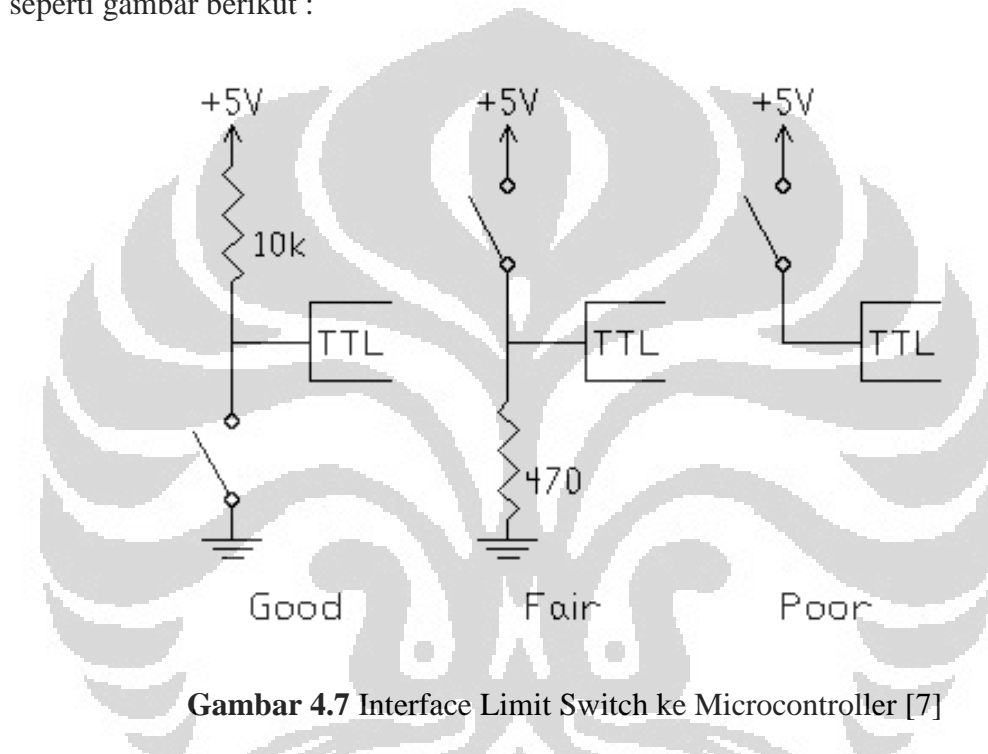 seperti gambar berikut :
+5V +5V +5V
10k
TTL TTL TTL
470
Good Fair Poor
Gambar 4.7 Interface Limit Switch ke Microcontroller [7]